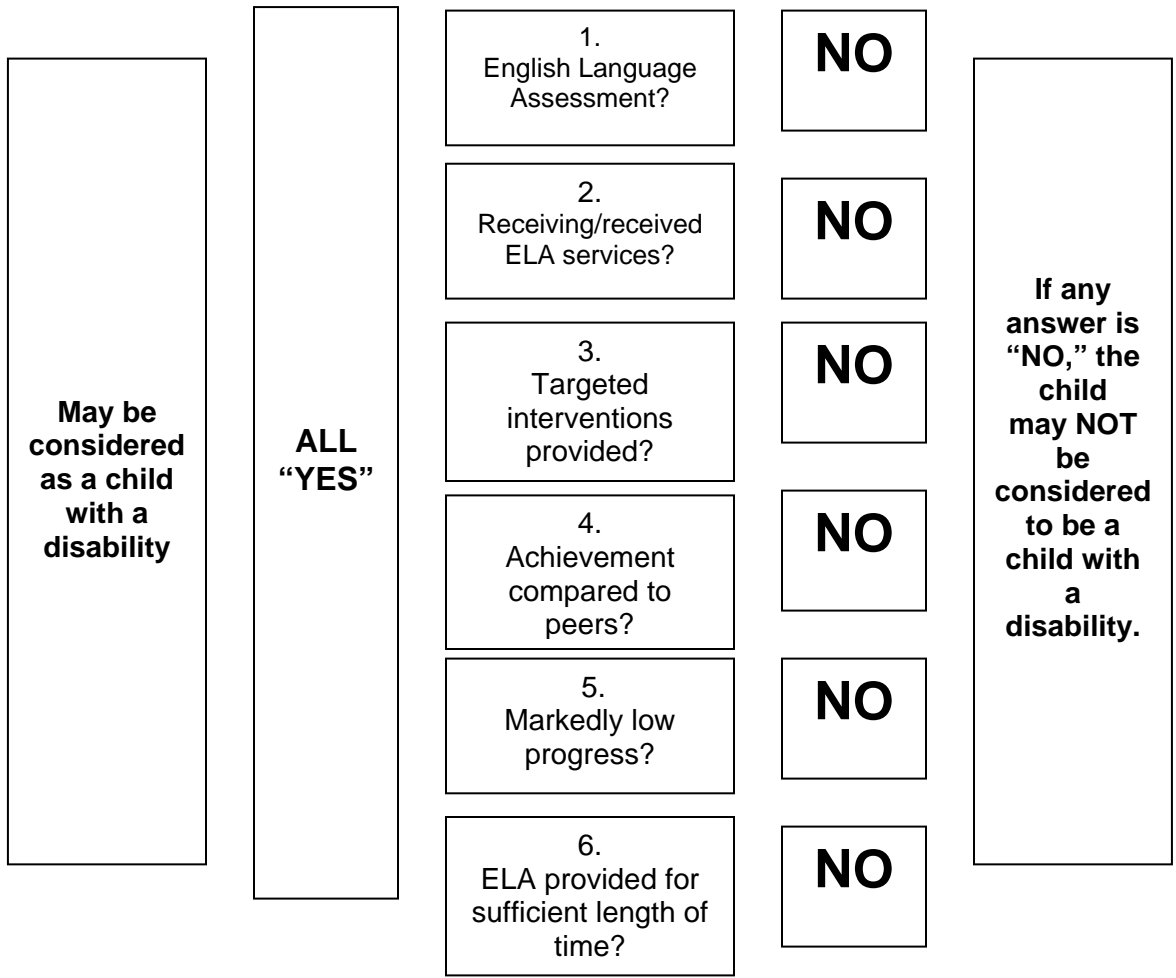 May be
considered
as a child
with a
disability
ALL
“YES”
1.
English Language
Assessment?
NO
2.
Receiving/received
ELA services?
NO
3.
Targeted
interventions
provided?
NO
4.
Achievement
compared to
peers?
NO
5.
Markedly low
progress?
NO
6.
ELA provided for
sufficient length of
time?
NO
If any
answer is
“NO,” the
child
may NOT
be
considered
to be a
child with
a
disability.